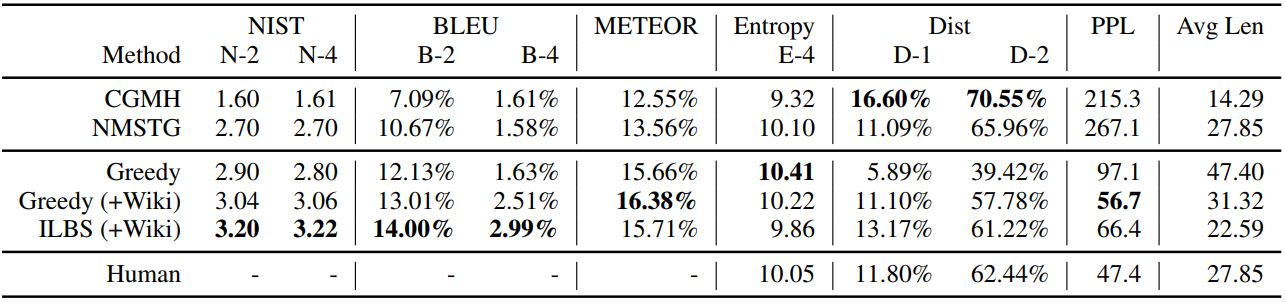 NIST BLEU METEOR Entropy Dist PPL Avg Len
Method N-2 N-4 B-2 B-4 E-4 D-1 D-2
CGMH 1.60 1.61 7.09% 1.61% 12.55% 9.32 16.60% 70.55% 215.3 14.29
NMSTG 2.70 2.70 10.67% 1.58% 13.56% 10.10 11.09% 65.96% 267.1 27.85
Greedy 2.90 2.80 12.13% 1.63% 15.66% 10.41 5.89% 39.42% 97.1 47.40
Greedy (+Wiki) 3.04 3.06 13.01% 2.51% 16.38% 10.22 11.10% 57.78% 56.7 31.32
ILBS (+Wiki) 3.20 3.22 14.00% 2.99% 15.71% 9.86 13.17% 61.22% 66.4 22.59
Human - - - - - 10.05 11.80% 62.44% 47.4 27.85